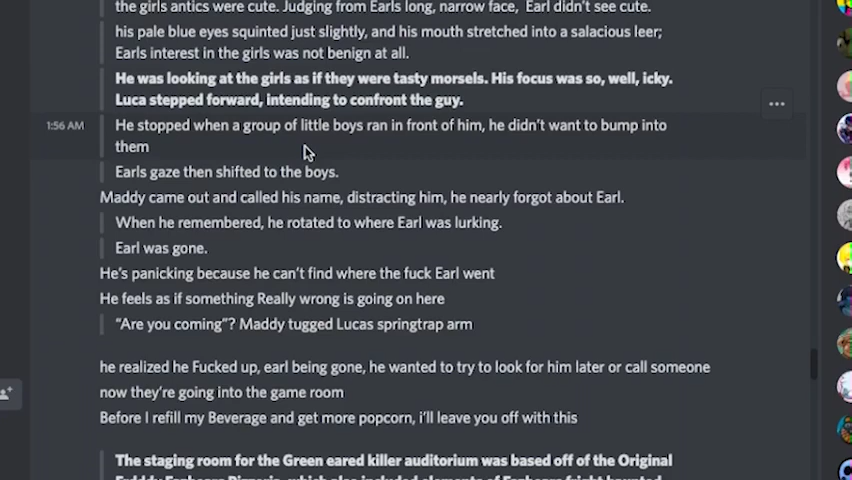 the girls antics were cute. Judging from Earls long, narrow face, Earl didn't see cute.
his pale blue eyes squinted just slightly, and his mouth stretched into a salacious leer;
Earls interest in the girls was not benign at all.
He was looking at the girls as if they were tasty morsels. His focus was so, well, icky.
Luca stepped forward, intending to confront the guy.
1:56 AM He stopped when a group of little boys ran in front of him, he didn't want to bump into
them
Earls gaze then shifted to the boys.
Maddy came out and called his name, distracting him, he nearly forgot about Earl.
When he remembered, he rotated to where Earl was lurking.
Earl was gone.
He's panicking because he can't find where the fuck Earl went
He feels as if something Really wrong is going on here
"Are you coming"? Maddy tugged Lucas springtrap arm
he realized he Fucked up, earl being gone, he wanted to try to look for him later or call someone
now they're going into the game room
Before I refill my Beverage and get more popcorn, i'll leave you off with this
The staging room for the Green eared killer auditorium was based off of the Original